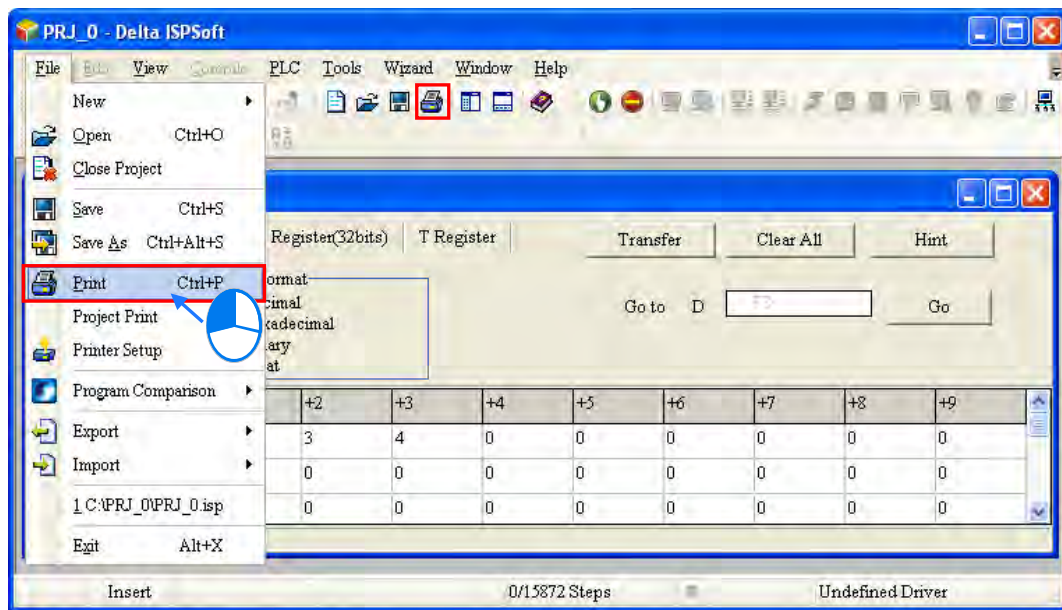 PRJ_0 - Delta ISPSoft
File Edit View Compile PLC Tools Wizard Window Help
New
Open Ctrl+O
Close Project
Save Ctrl+S
Save As Ctrl+Alt+S
Print Ctrl+P
Project Print
Printer Setup
Program Comparison
Export
Import
1 C:\PRJ_0\PRJ_0.isp
Exit Alt+X
Register(32bits) T Register Transfer Clear All Hint
ormat
cimal
xadecimal
ary
at
Go to D Go
+2 +3 +4 +5 +6 +7 +8 +9
3 4 0 0 0 0 0 0
0 0 0 0 0 0 0 0
0 0 0 0 0 0 0 0
Insert 0/15872 Steps Undefined Driver